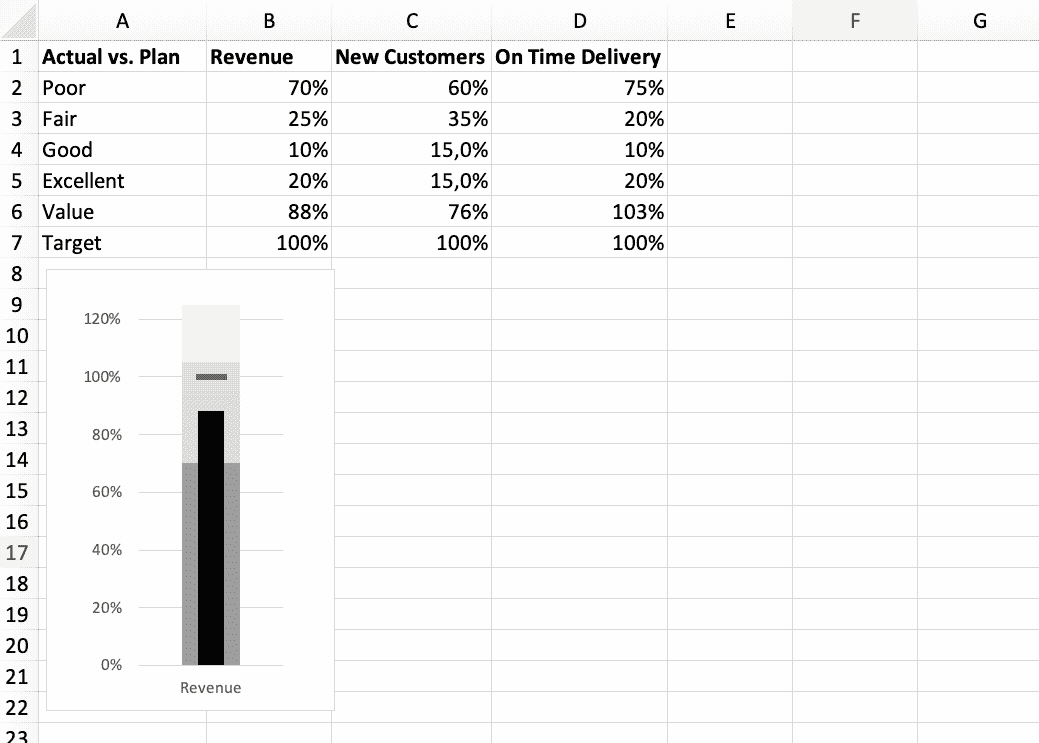 A B C D E F G
1 Actual vs. Plan Revenue New Customers On Time Delivery
2 Poor 70% 60% 75%
3 Fair 25% 35% 20%
4 Good 10% 15,0% 10%
5 Excellent 20% 15,0% 20%
6 Value 88% 76% 103%
7 Target 100% 100% 100%
8
9
120%
10
11
100%
12
13
80%
14
15
60%
16
17
40%
18
19
20%
20
21
0%
22
Revenue
23